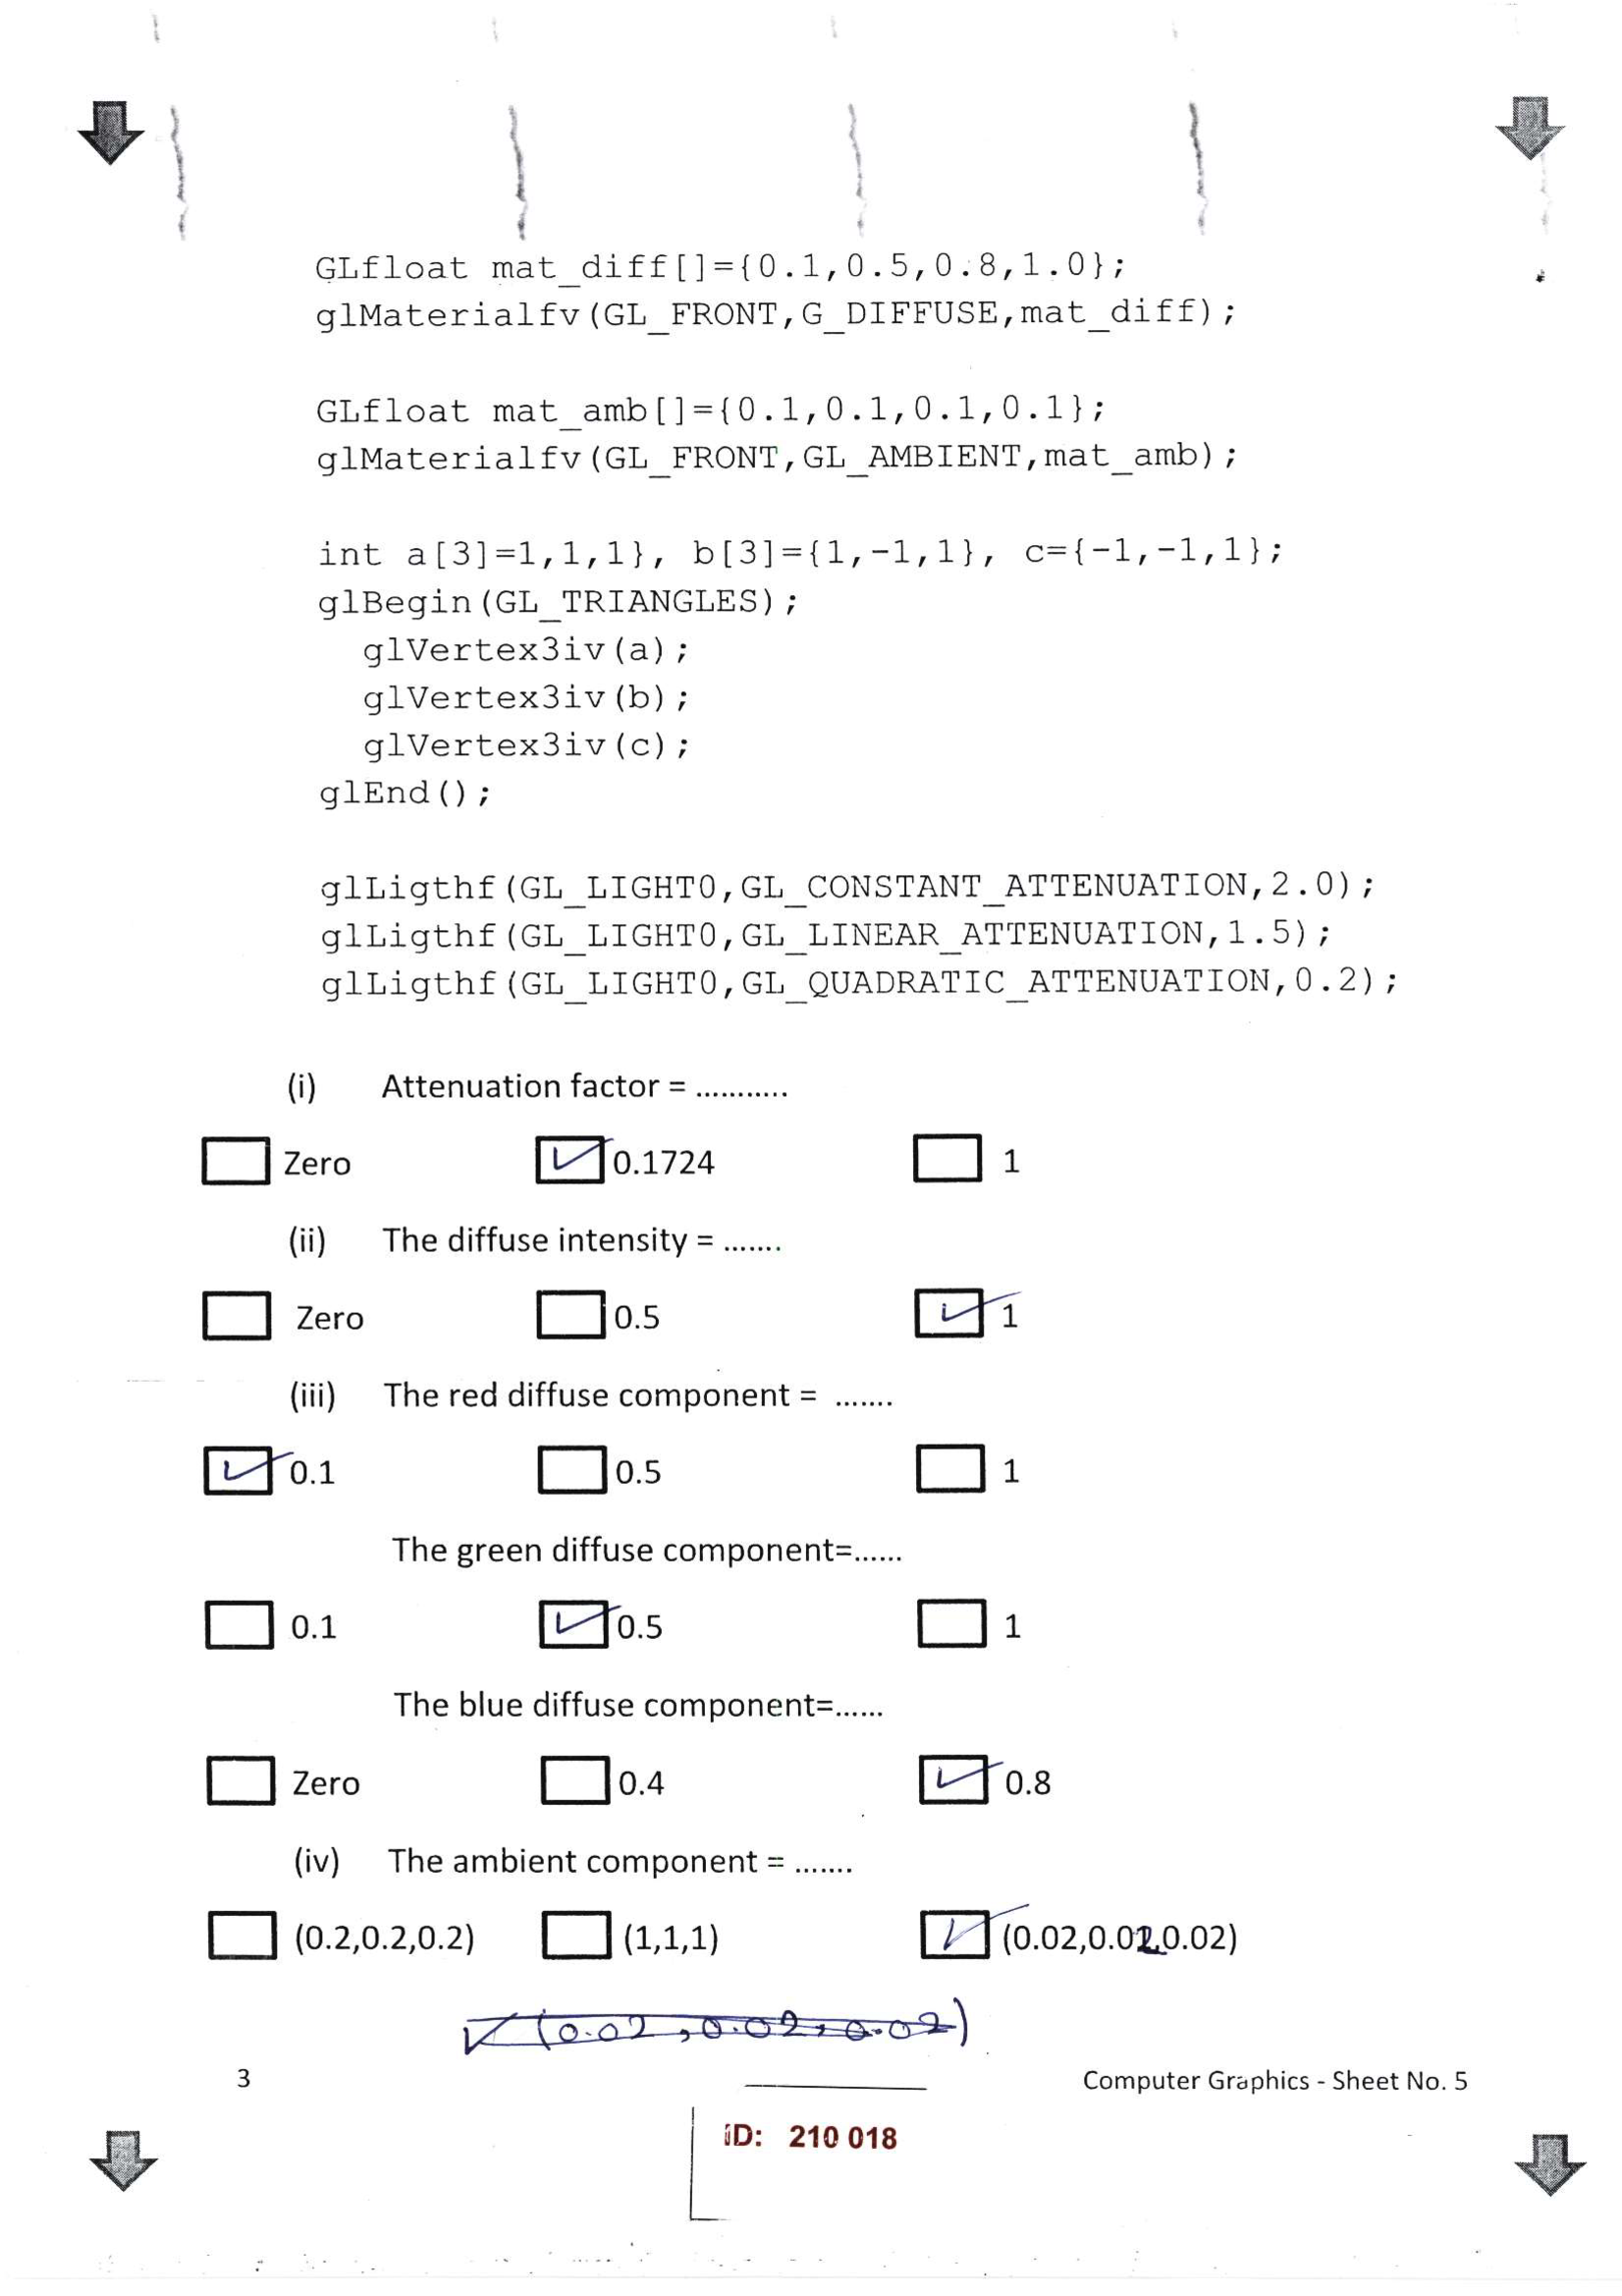 GLfloat mat_diff[]={0.1,0.5,0.8,1.0};
glMaterialfv(GL_FRONT,G_DIFFUSE,mat_diff);
GLfloat mat_amb[]={0.1,0.1,0.1,0.1};
glMaterialfv(GL_FRONT,GL_AMBIENT,mat_amb);
int a[3]=1,1,1}, b[3]={1,-1,1}, c={-1,-1,1};
glBegin(GL_TRIANGLES);
glVertex3iv(a);
glVertex3iv(b);
glVertex3iv(c);
glEnd();
glLigthf(GL_LIGHT0,GL_CONSTANT_ATTENUATION,2.0);
glLigthf(GL_LIGHT0,GL_LINEAR_ATTENUATION,1.5);
glLigthf(GL_LIGHT0,GL_QUADRATIC_ATTENUATION,0.2);
(i) Attenuation factor = ...........
Zero 0.1724 1
(ii) The diffuse intensity = .......
Zero 0.5 1
(iii) The red diffuse component = .......
0.1 0.5 1
The green diffuse component=......
0.1 0.5 1
The blue diffuse component=......
Zero 0.4 0.8
(iv) The ambient component = .......
(0.2,0.2,0.2) (1,1,1) (0.02,0.02,0.02)
(0.02,0.02,0.02)
3 Computer Graphics - Sheet No. 5
iD: 210 018